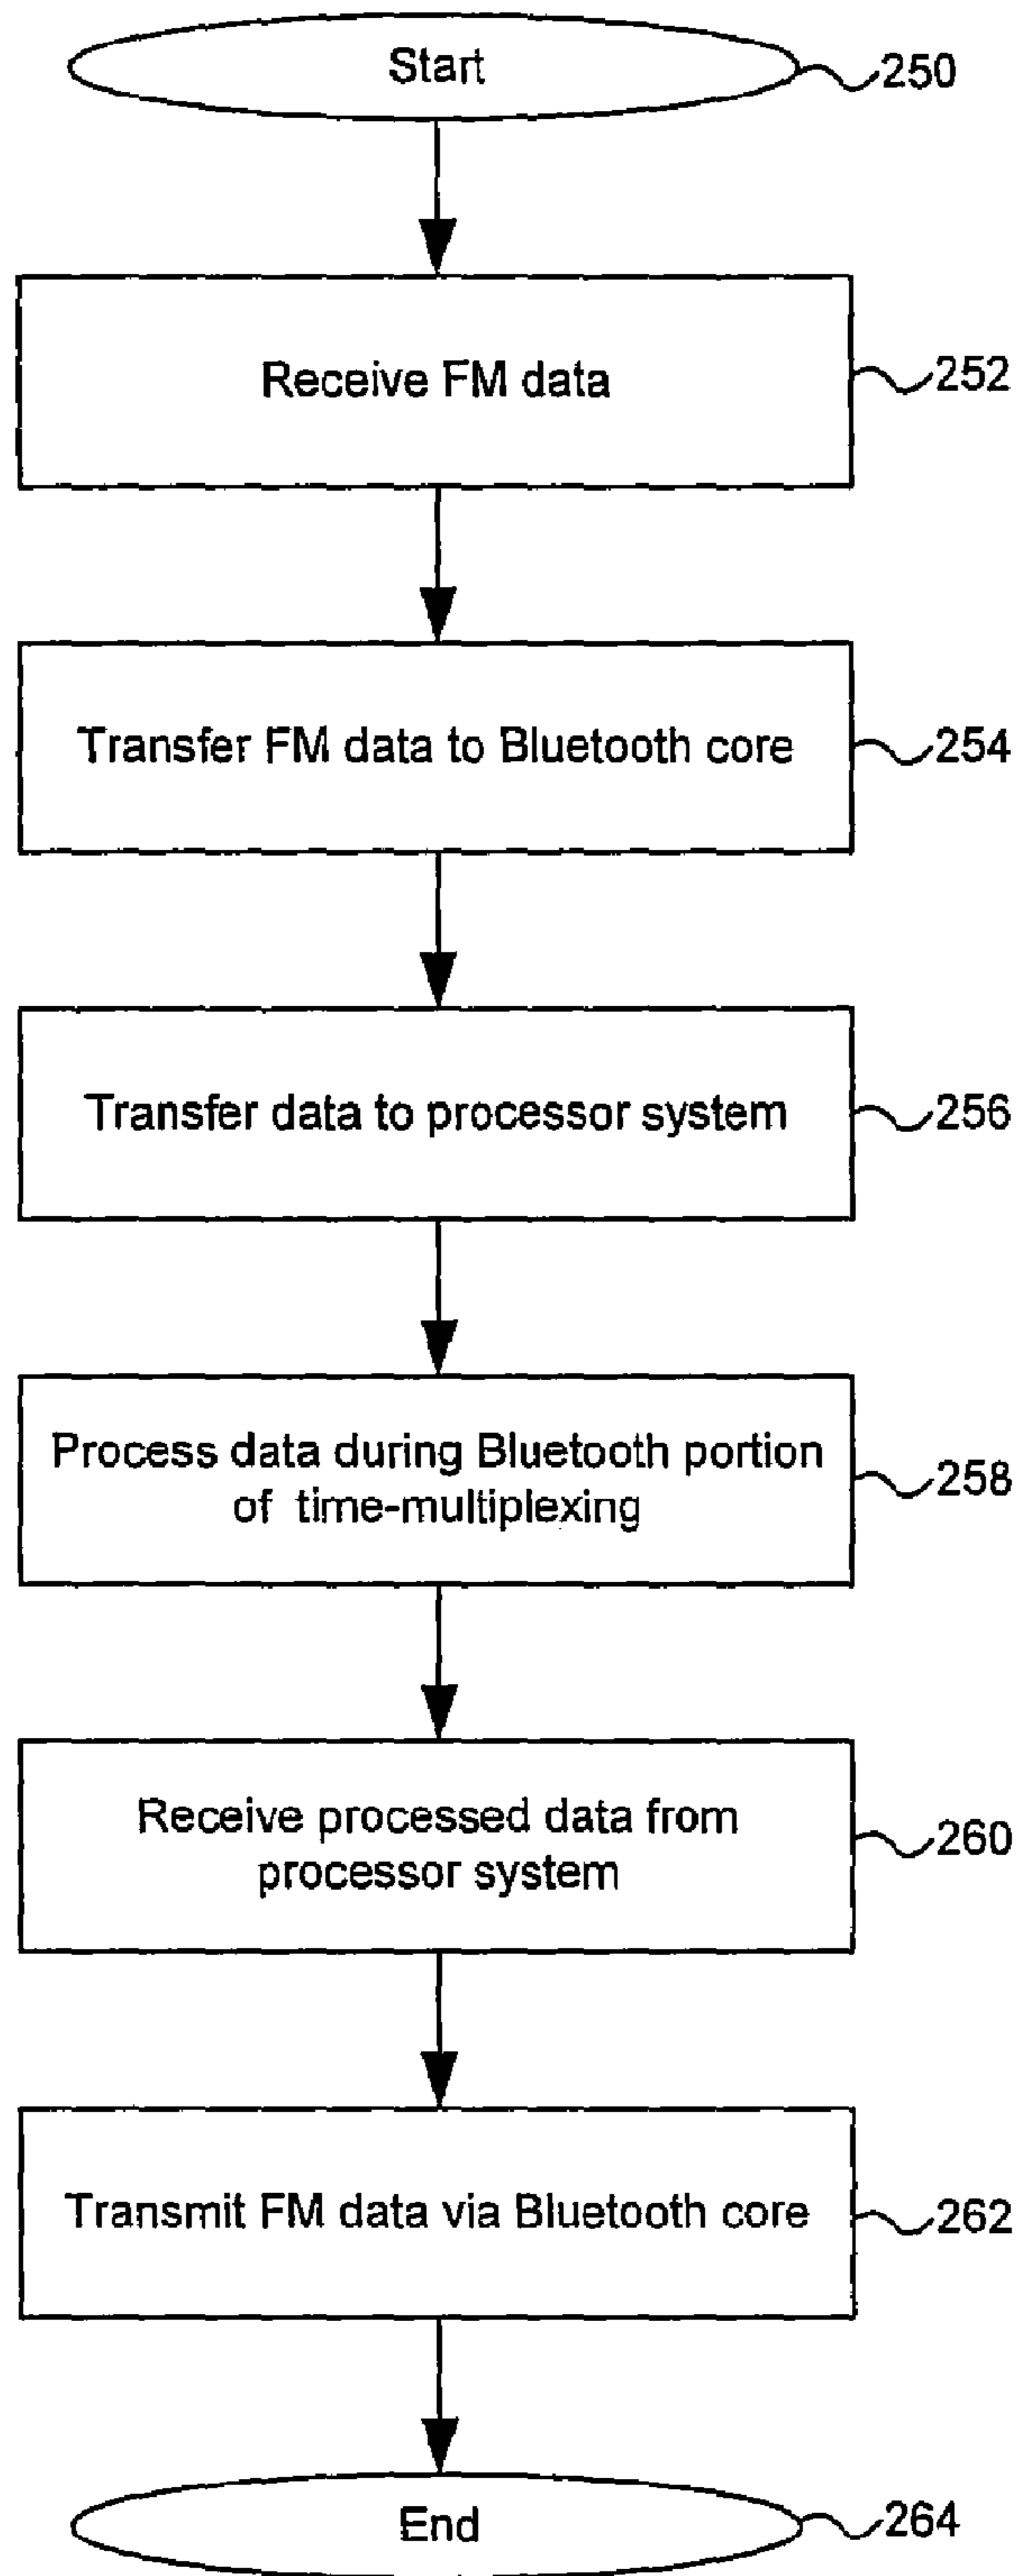 Start
250
Receive FM data
252
Transfer FM data to Bluetooth core
254
Transfer data to processor system
256
Process data during Bluetooth portion
of time-multiplexing
258
Receive processed data from
processor system
260
Transmit FM data via Bluetooth core
262
End
264